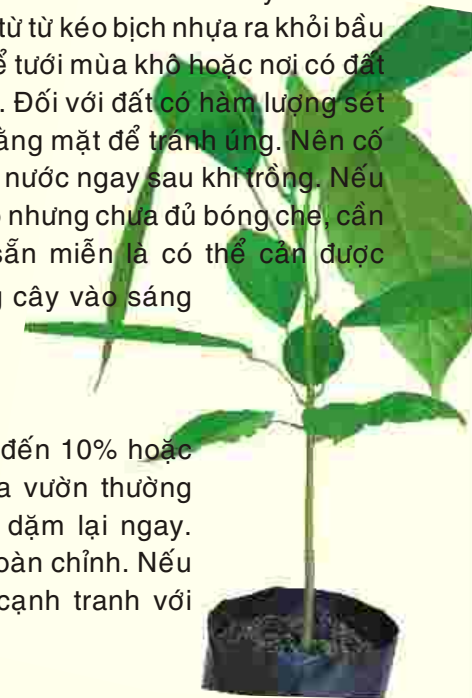 từ từ kéo bịch nhựa ra khỏi bầu
ể tưới mùa khô hoặc nơi có đất
. Đối với đất có hàm lượng sét
ằng mặt để tránh úng. Nên cố
nước ngay sau khi trồng. Nếu
nhưng chưa đủ bóng che, cần
sẵn miễn là có thể cản được
cây vào sáng
đến 10% hoặc
a vườn thường
dặm lại ngay.
oàn chỉnh. Nếu
cạnh tranh với